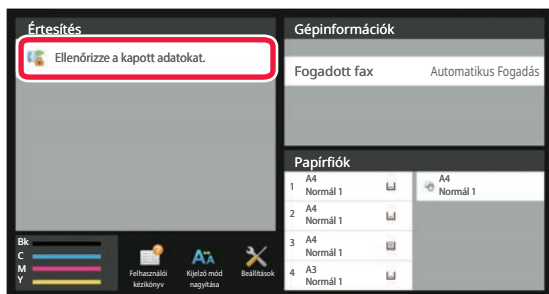 Értesítés
Ellenőrizze a kapott adatokat.
Gépinformációk
Fogadott fax Automatikus Fogadás
Papírfiók
1 A4
Normál 1
2 A4
Normál 1
3 A4
Normál 1
4 A3
Normál 1
A4
Normál 1
Bk
C
M
Y
Felhasználói
kézikönyv
Kijelző mód
nagyítása
Beállítások